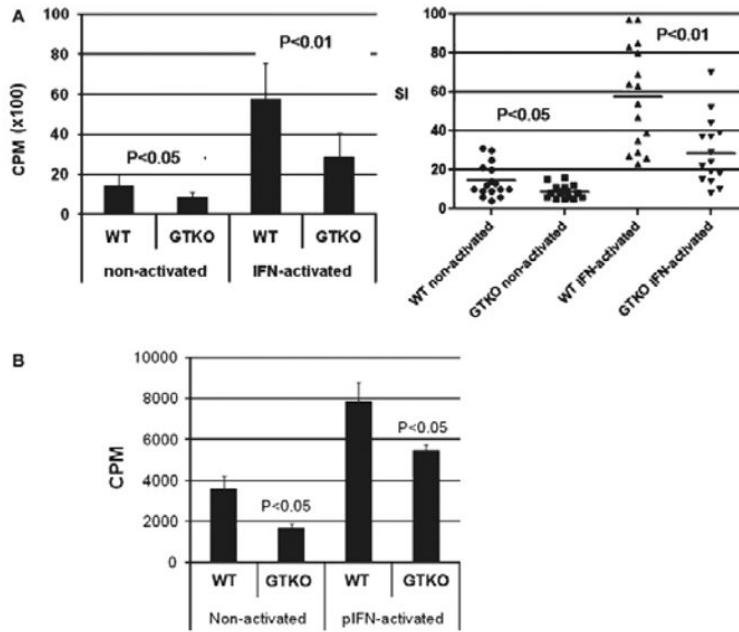 A
CPM (x100)
100
80
60
40
20
0
P<0.05
P<0.01
WT
GTKO
WT
GTKO
non-activated
IFN-activated
SI
100
80
60
40
20
0
P<0.05
P<0.01
WT non-activated
GTKO non-activated
WT IFN-activated
GTKO IFN-activated
B
CPM
10000
8000
6000
4000
2000
0
P<0.05
P<0.05
WT
GTKO
WT
GTKO
Non-activated
pIFN-activated